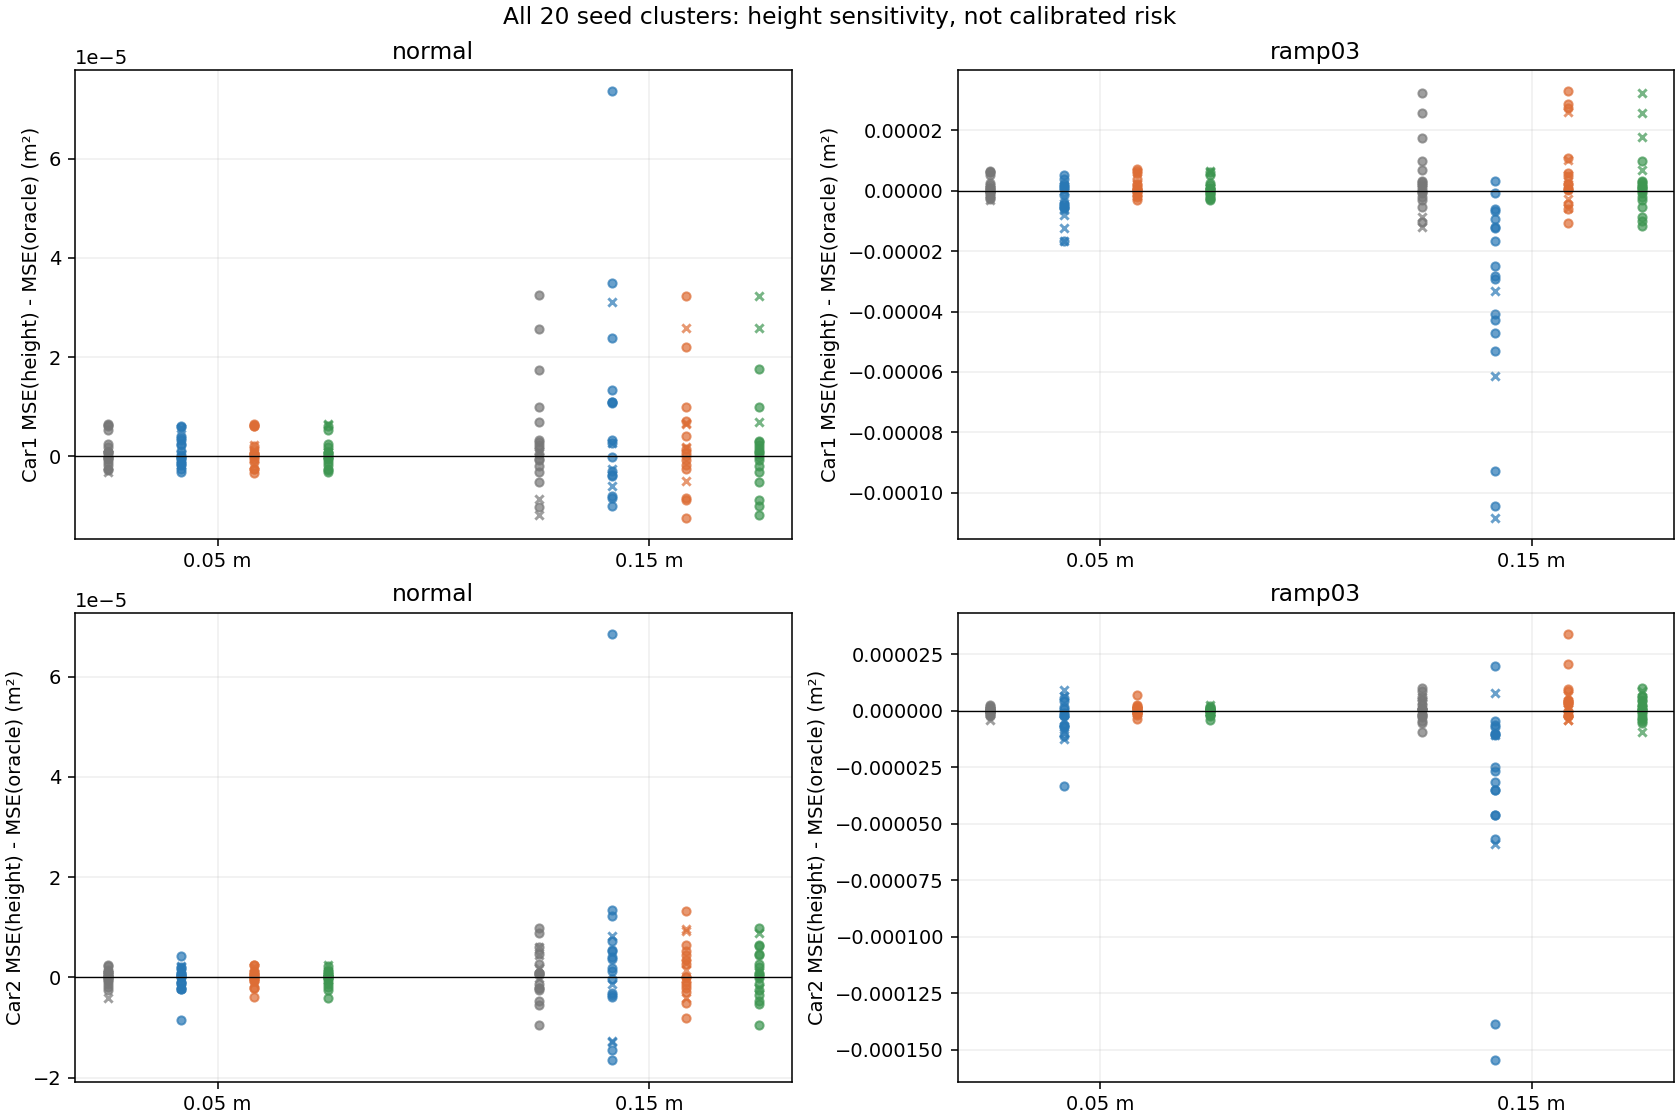 All 20 seed clusters: height sensitivity, not calibrated risk
normal
1e−5
Car1 MSE(height) - MSE(oracle) (m²)
6
4
2
0
0.05 m
0.15 m
ramp03
Car1 MSE(height) - MSE(oracle) (m²)
0.00002
0.00000
−0.00002
−0.00004
−0.00006
−0.00008
−0.00010
0.05 m
0.15 m
normal
1e−5
Car2 MSE(height) - MSE(oracle) (m²)
6
4
2
0
−2
0.05 m
0.15 m
ramp03
Car2 MSE(height) - MSE(oracle) (m²)
0.000025
0.000000
−0.000025
−0.000050
−0.000075
−0.000100
−0.000125
−0.000150
0.05 m
0.15 m